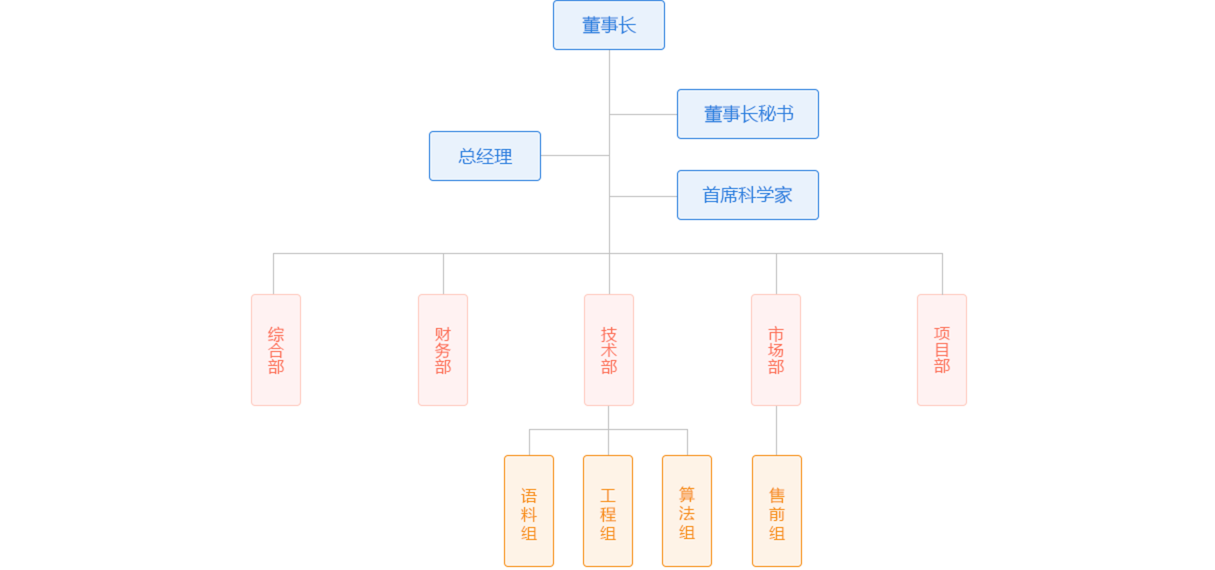 董事长
董事长秘书
总经理
首席科学家
综合部
财务部
技术部
市场部
项目部
语料组
工程组
算法组
售前组